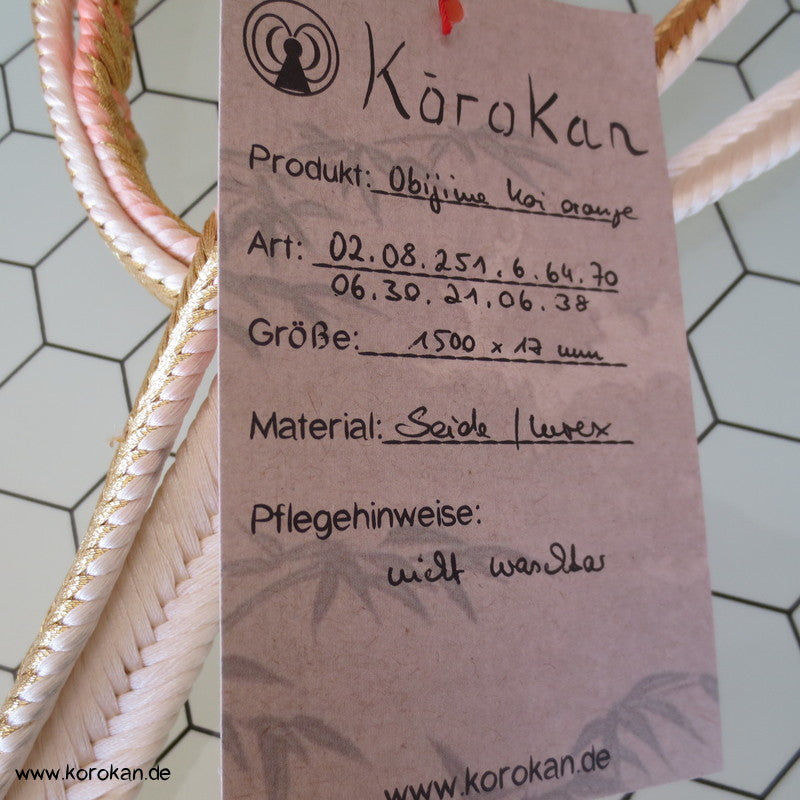 Kōrokan
Produkt: Obijime Koi orange
Art: 02.08.251.6.64.70
06.30.21.06.38
Größe: 1500 x 17 mm
Material: Seide / Lurex
Pflegehinweise:
nicht waschbar
www.korokan.de
www.korokan.de